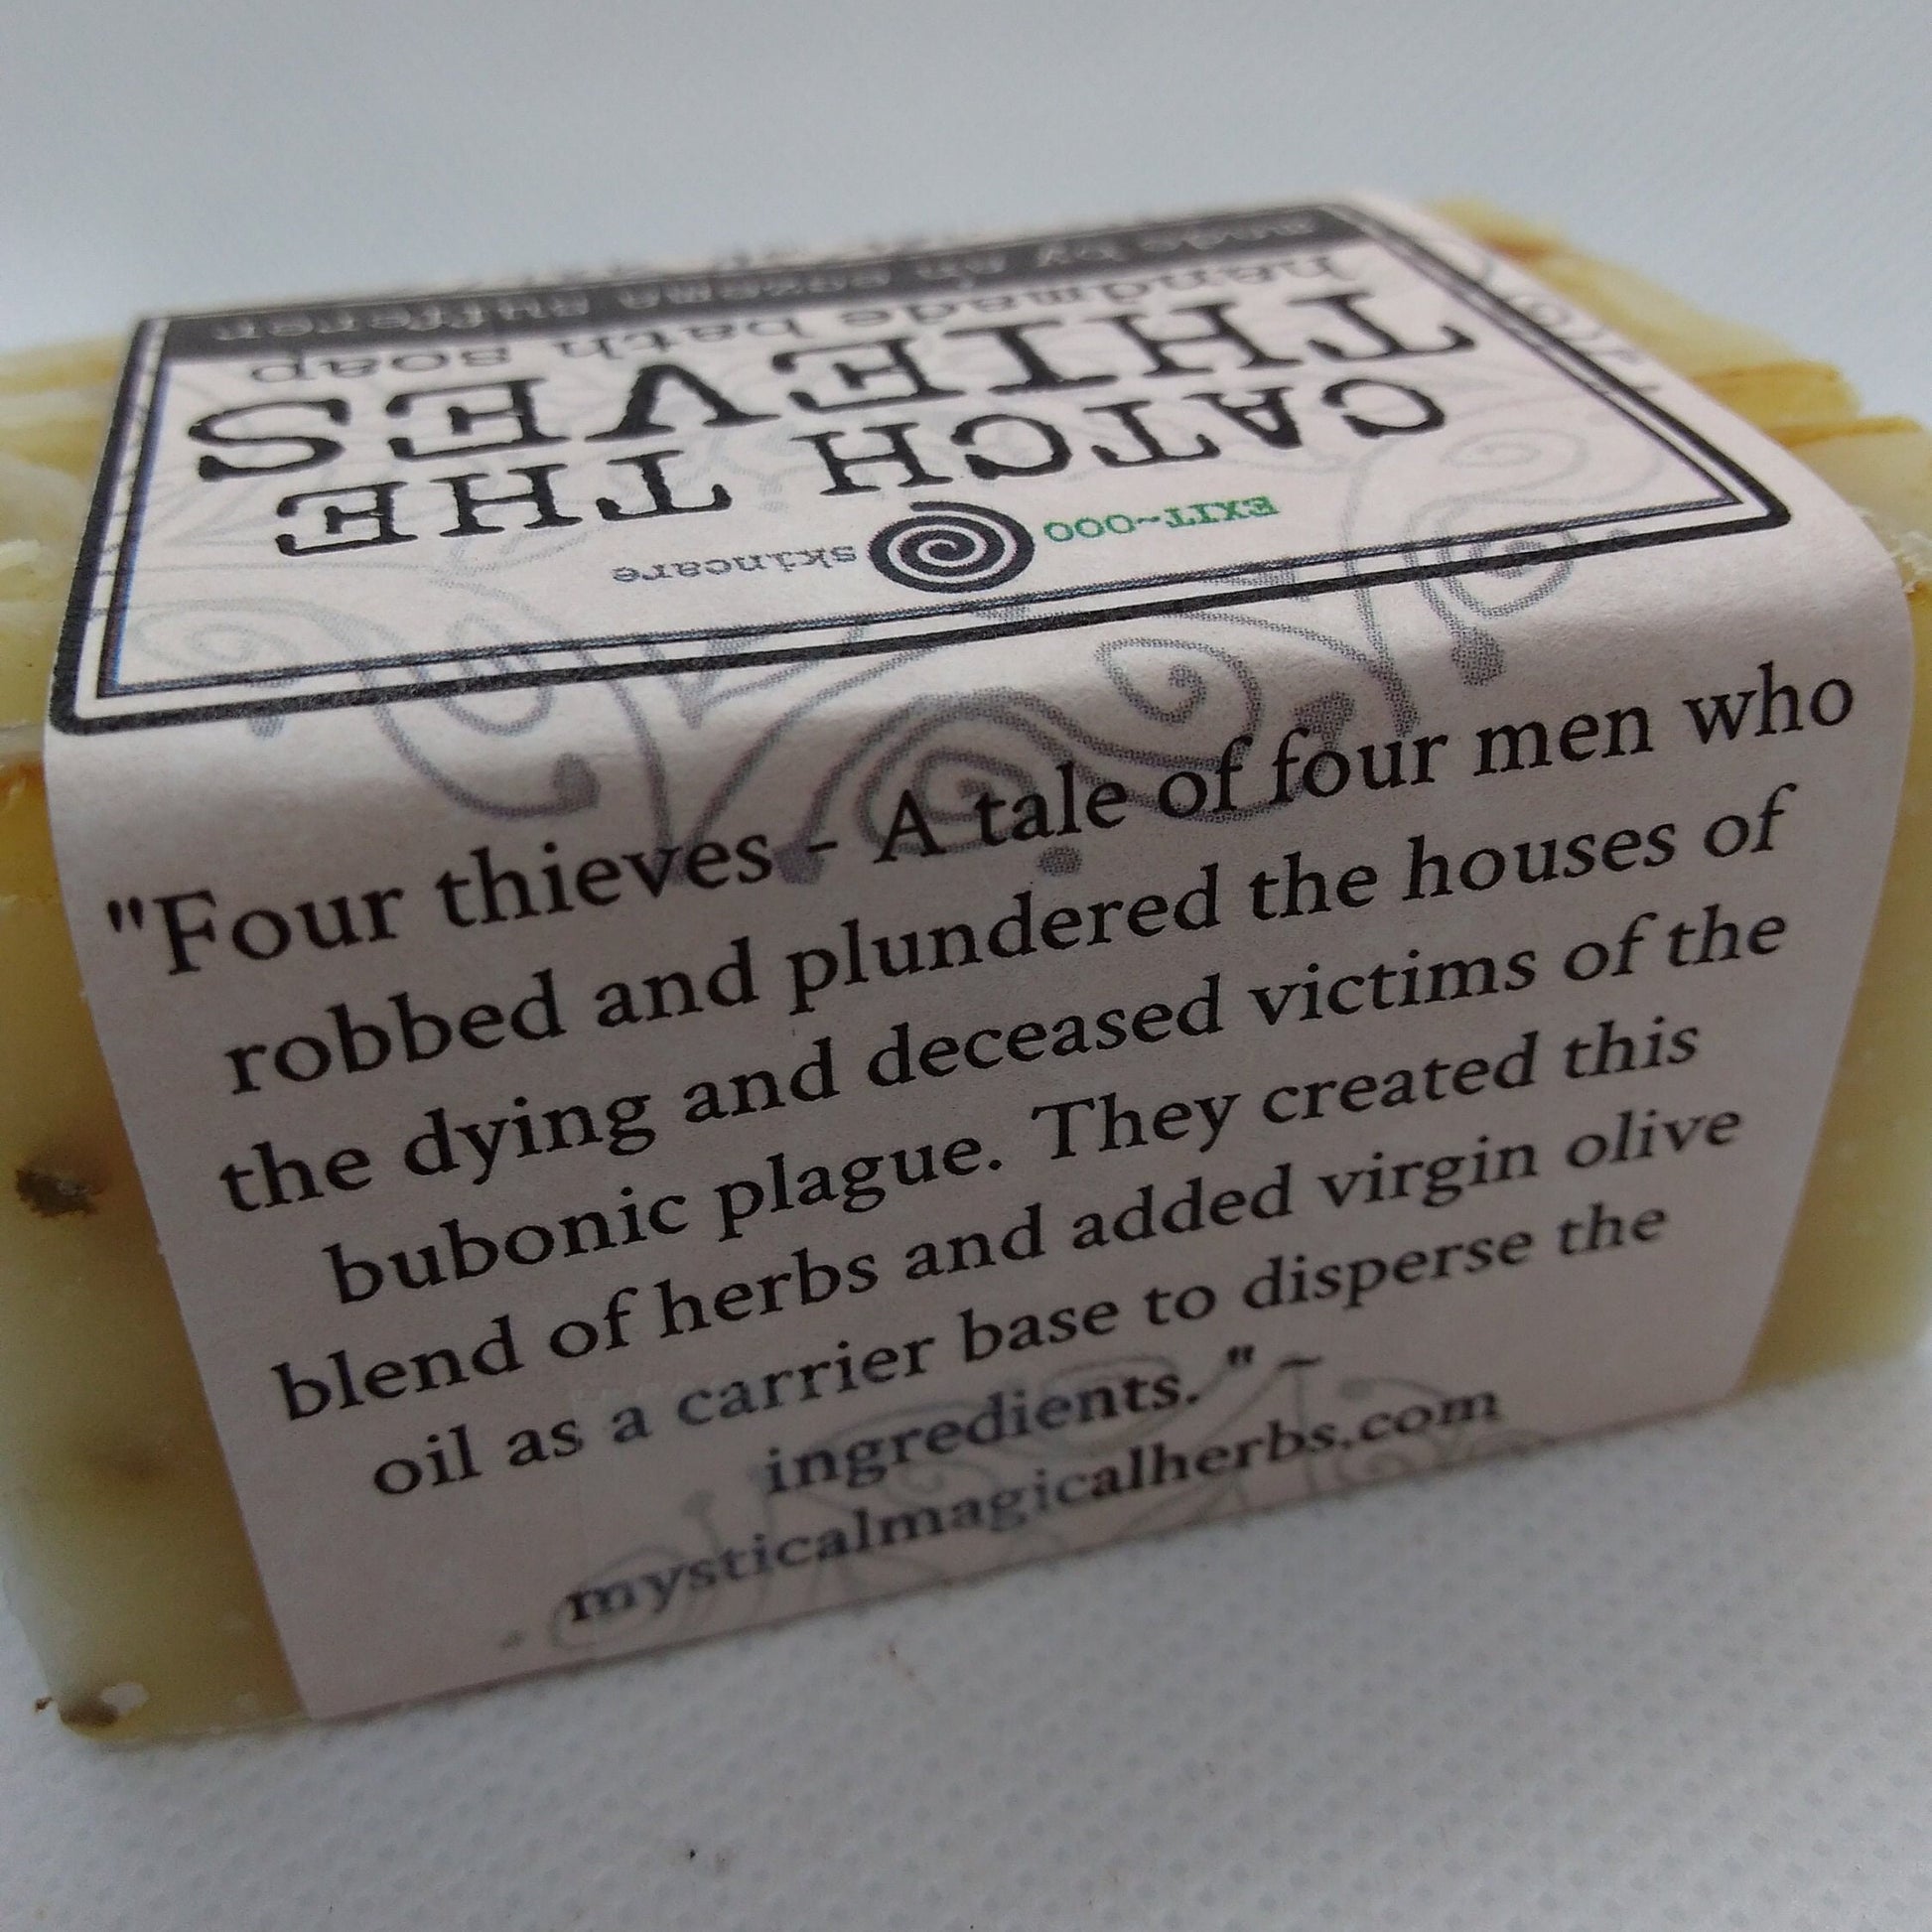 EXIT~OOO skincare
CATCH THE
THIEVES
handmade bath soap
made by an eczema sufferer
"Four thieves - A tale of four men who
robbed and plundered the houses of
the dying and deceased victims of the
bubonic plague. They created this
blend of herbs and added virgin olive
oil as a carrier base to disperse the
ingredients." ~
mysticalmagicalherbs.com